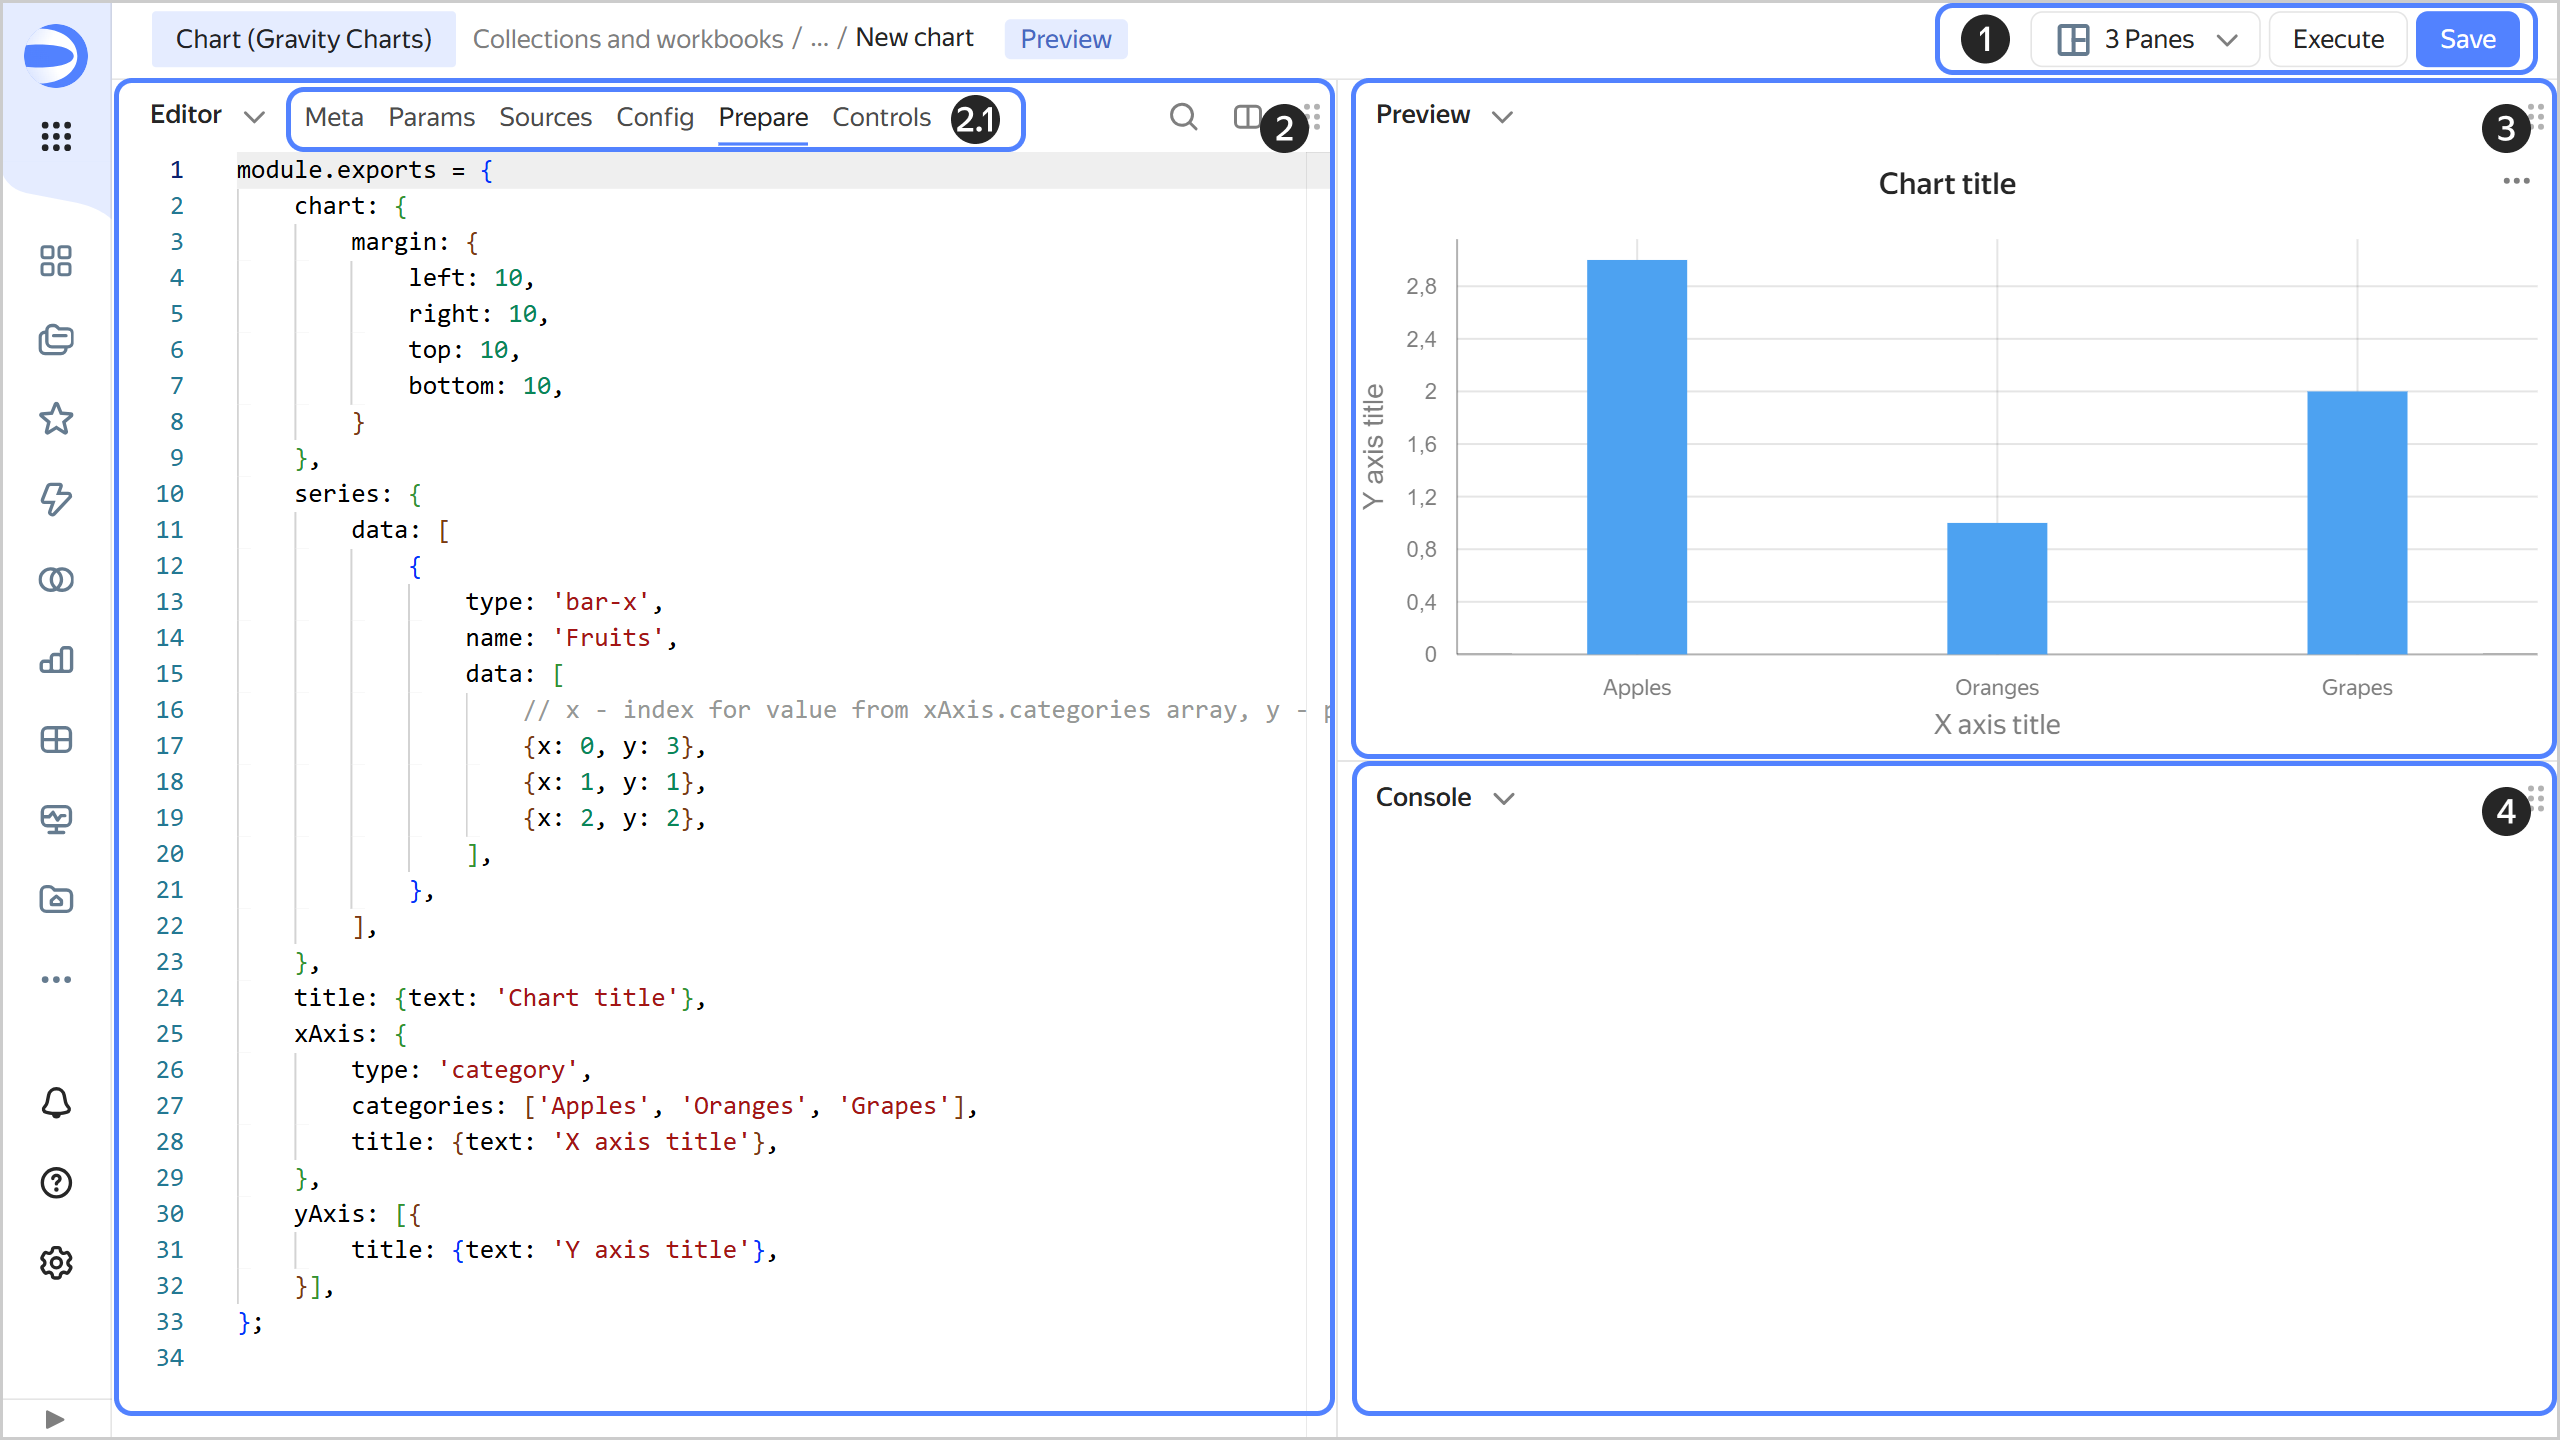 Chart (Gravity Charts) Collections and workbooks / ... / New chart Preview
1 3 Panes Execute Save
Editor Meta Params Sources Config Prepare Controls 2.1 2
1 module.exports = {
2 chart: {
3 margin: {
4 left: 10,
5 right: 10,
6 top: 10,
7 bottom: 10,
8 }
9 },
10 series: {
11 data: [
12 {
13 type: 'bar-x',
14 name: 'Fruits',
15 data: [
16 // x - index for value from xAxis.categories array, y -
17 {x: 0, y: 3},
18 {x: 1, y: 1},
19 {x: 2, y: 2},
20 ],
21 },
22 ],
23 },
24 title: {text: 'Chart title'},
25 xAxis: {
26 type: 'category',
27 categories: ['Apples', 'Oranges', 'Grapes'],
28 title: {text: 'X axis title'},
29 },
30 yAxis: [{
31 title: {text: 'Y axis title'},
32 }],
33 };
34
Preview 3
Chart title
Y axis title
2,8
2,4
2
1,6
1,2
0,8
0,4
0
Apples Oranges Grapes
X axis title
Console 4